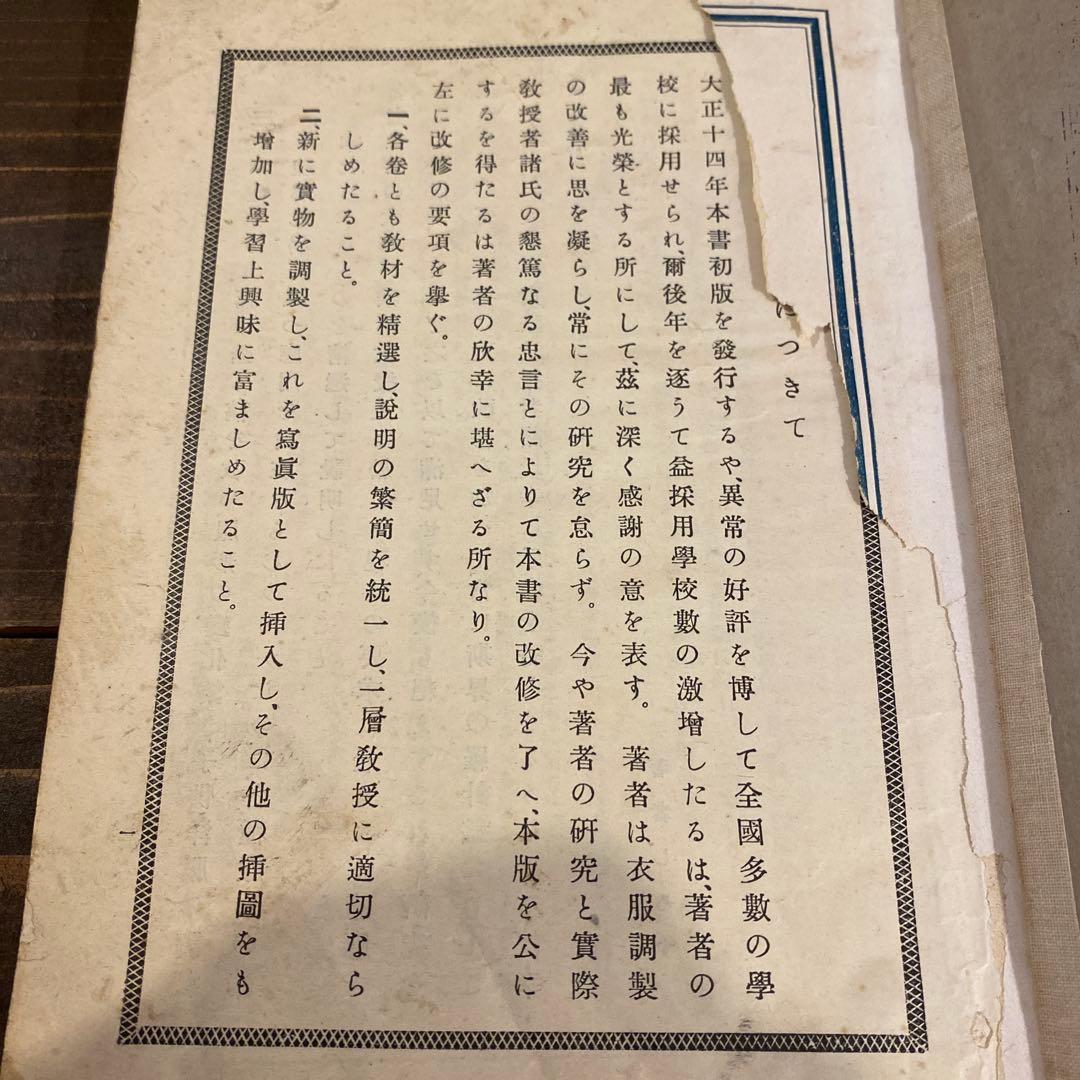 につきて
大正十四年本書初版を發行するや、異常の好評を博して全國多數の學
校に採用せられ、爾後年を逐うて益採用學校數の激增したるは、著者の
最も光榮とする所にして、茲に深く感謝の意を表す。著者は衣服調製
の改善に思を凝らし、常にその硏究を怠らず。今や著者の硏究と實際
敎授者諸氏の懇篤なる忠言とによりて本書の改修を了へ、本版を公に
するを得たるは著者の欣幸に堪へざる所なり。
左に改修の要項を擧ぐ。
一、各卷とも敎材を精選し、說明の繁簡を統一し、一層敎授に適切なら
しめたること。
二、新に實物を調製し、これを寫眞版として挿入し、その他の挿圖をも
增加し、學習上興味に富ましめたること。
一